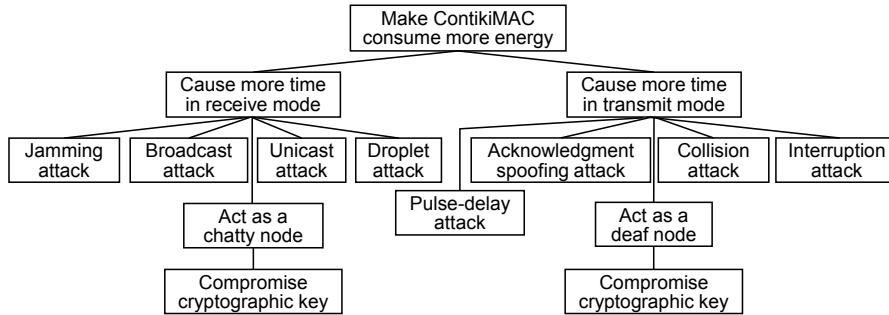 Make ContikiMAC
consume more energy
Cause more time
in receive mode
Cause more time
in transmit mode
Jamming
attack
Broadcast
attack
Unicast
attack
Droplet
attack
Acknowledgment
spoofing attack
Collision
attack
Interruption
attack
Pulse-delay
attack
Act as a
chatty node
Act as a
deaf node
Compromise
cryptographic key
Compromise
cryptographic key